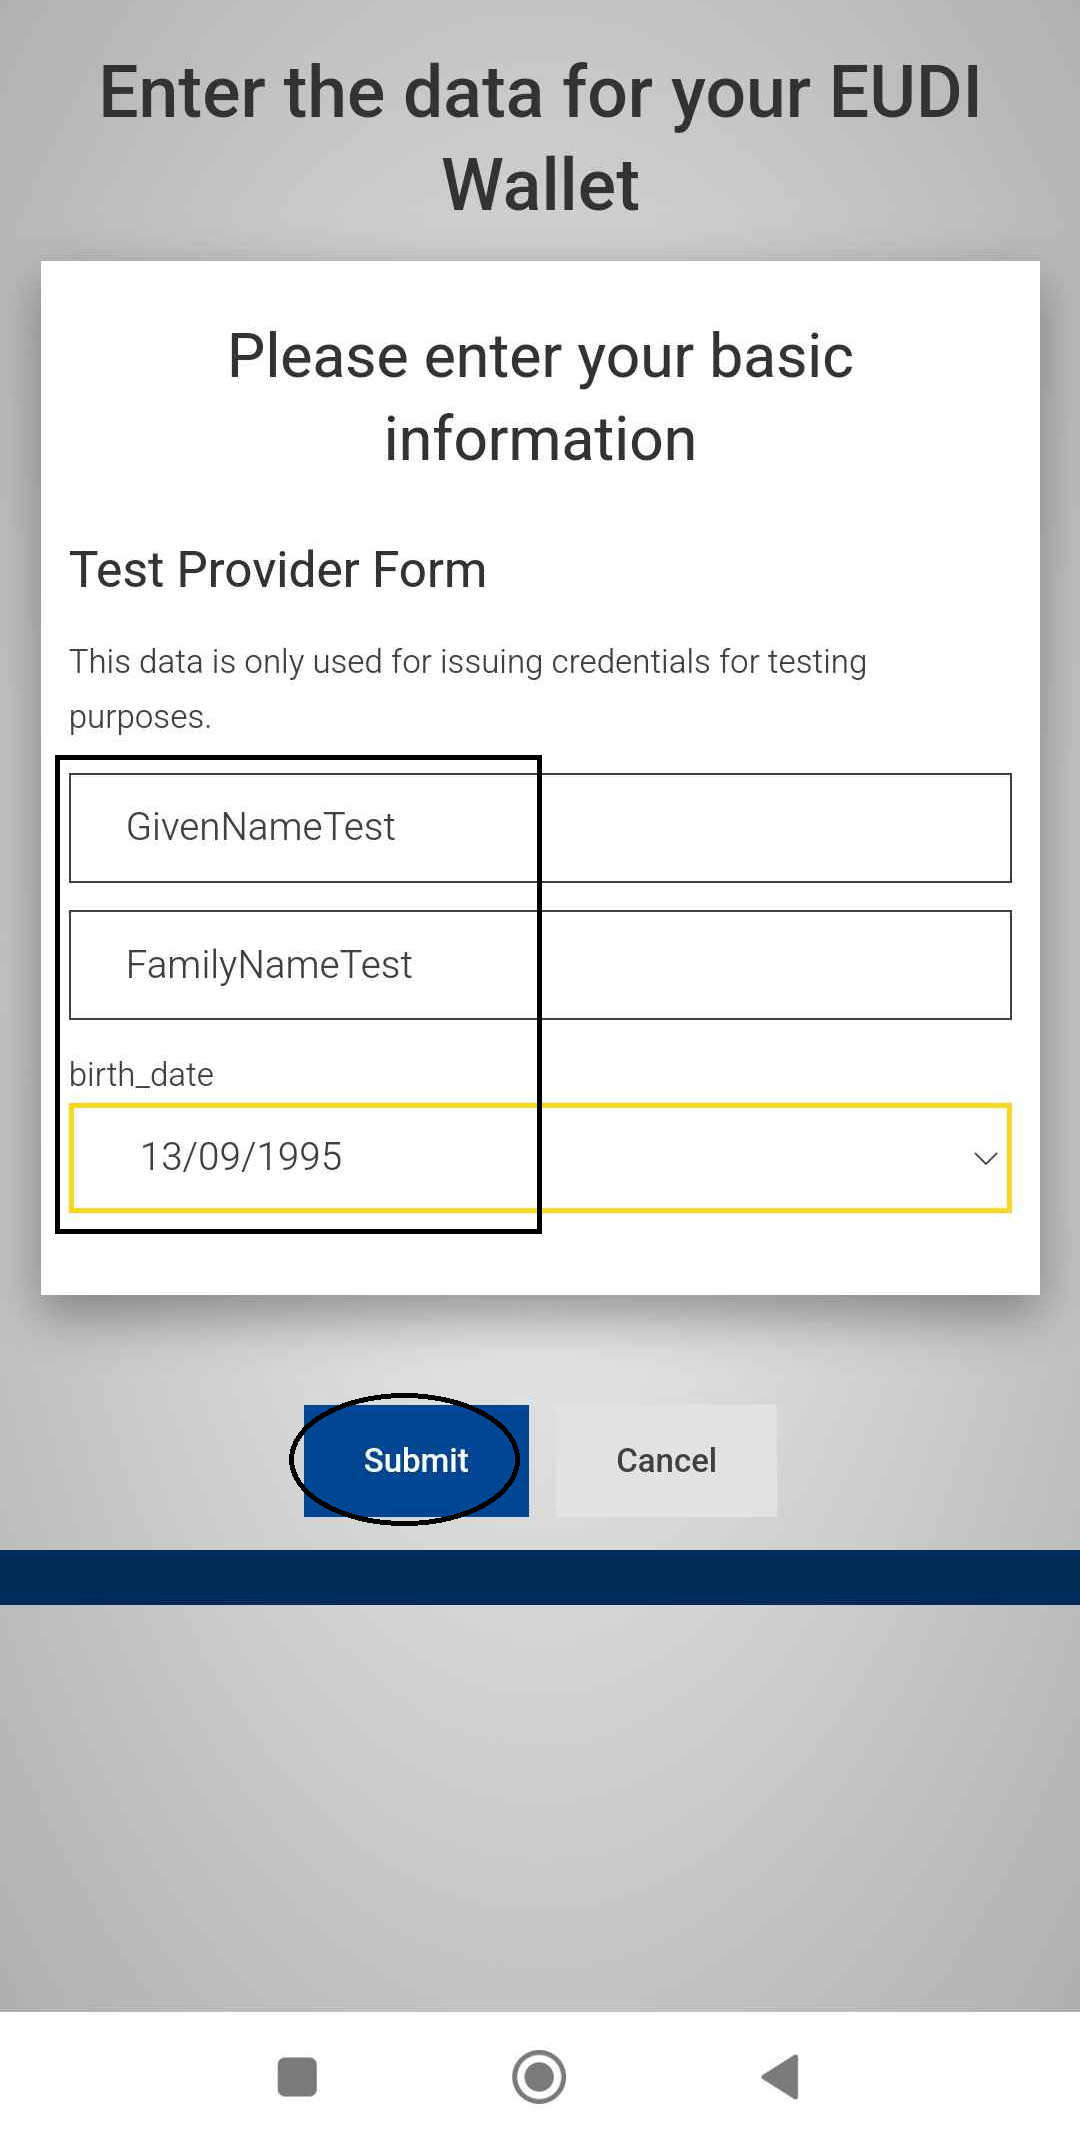 Enter the data for your EUDI
Wallet
Please enter your basic
information
Test Provider Form
This data is only used for issuing credentials for testing
purposes.
GivenNameTest
FamilyNameTest
birth_date
13/09/1995
Submit
Cancel